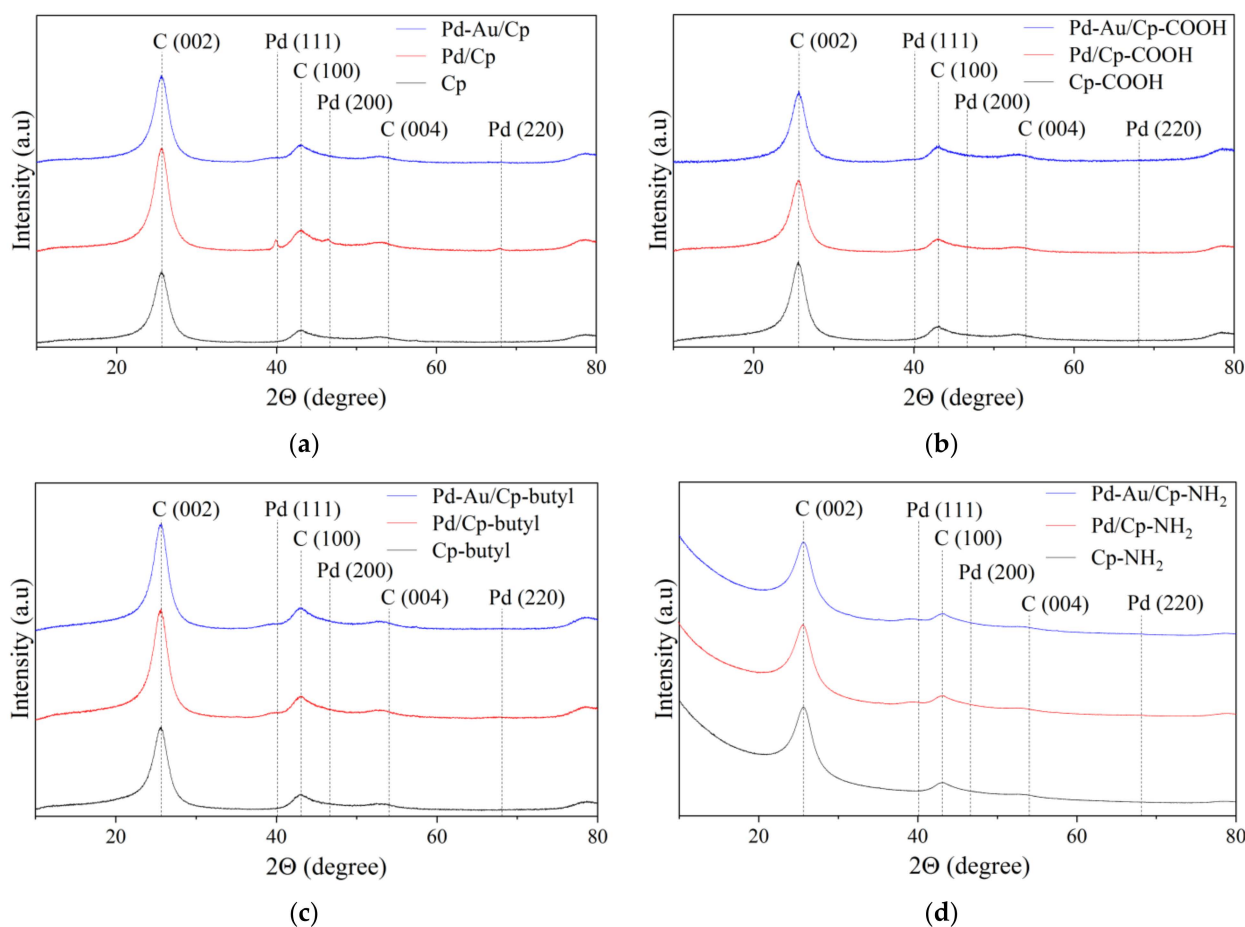 Pd-Au/Cp
Pd/Cp
Cp
C (002)
Pd (111)
C (100)
Pd (200)
C (004)
Pd (220)
Intensity (a.u)
20
40
60
80
2Θ (degree)
(a)
Pd-Au/Cp-COOH
Pd/Cp-COOH
Cp-COOH
C (002)
Pd (111)
C (100)
Pd (200)
C (004)
Pd (220)
Intensity (a.u)
20
40
60
80
2Θ (degree)
(b)
Pd-Au/Cp-butyl
Pd/Cp-butyl
Cp-butyl
C (002)
Pd (111)
C (100)
Pd (200)
C (004)
Pd (220)
Intensity (a.u)
20
40
60
80
2Θ (degree)
(c)
Pd-Au/Cp-NH₂
Pd/Cp-NH₂
Cp-NH₂
C (002)
Pd (111)
C (100)
Pd (200)
C (004)
Pd (220)
Intensity (a.u)
20
40
60
80
2Θ (degree)
(d)